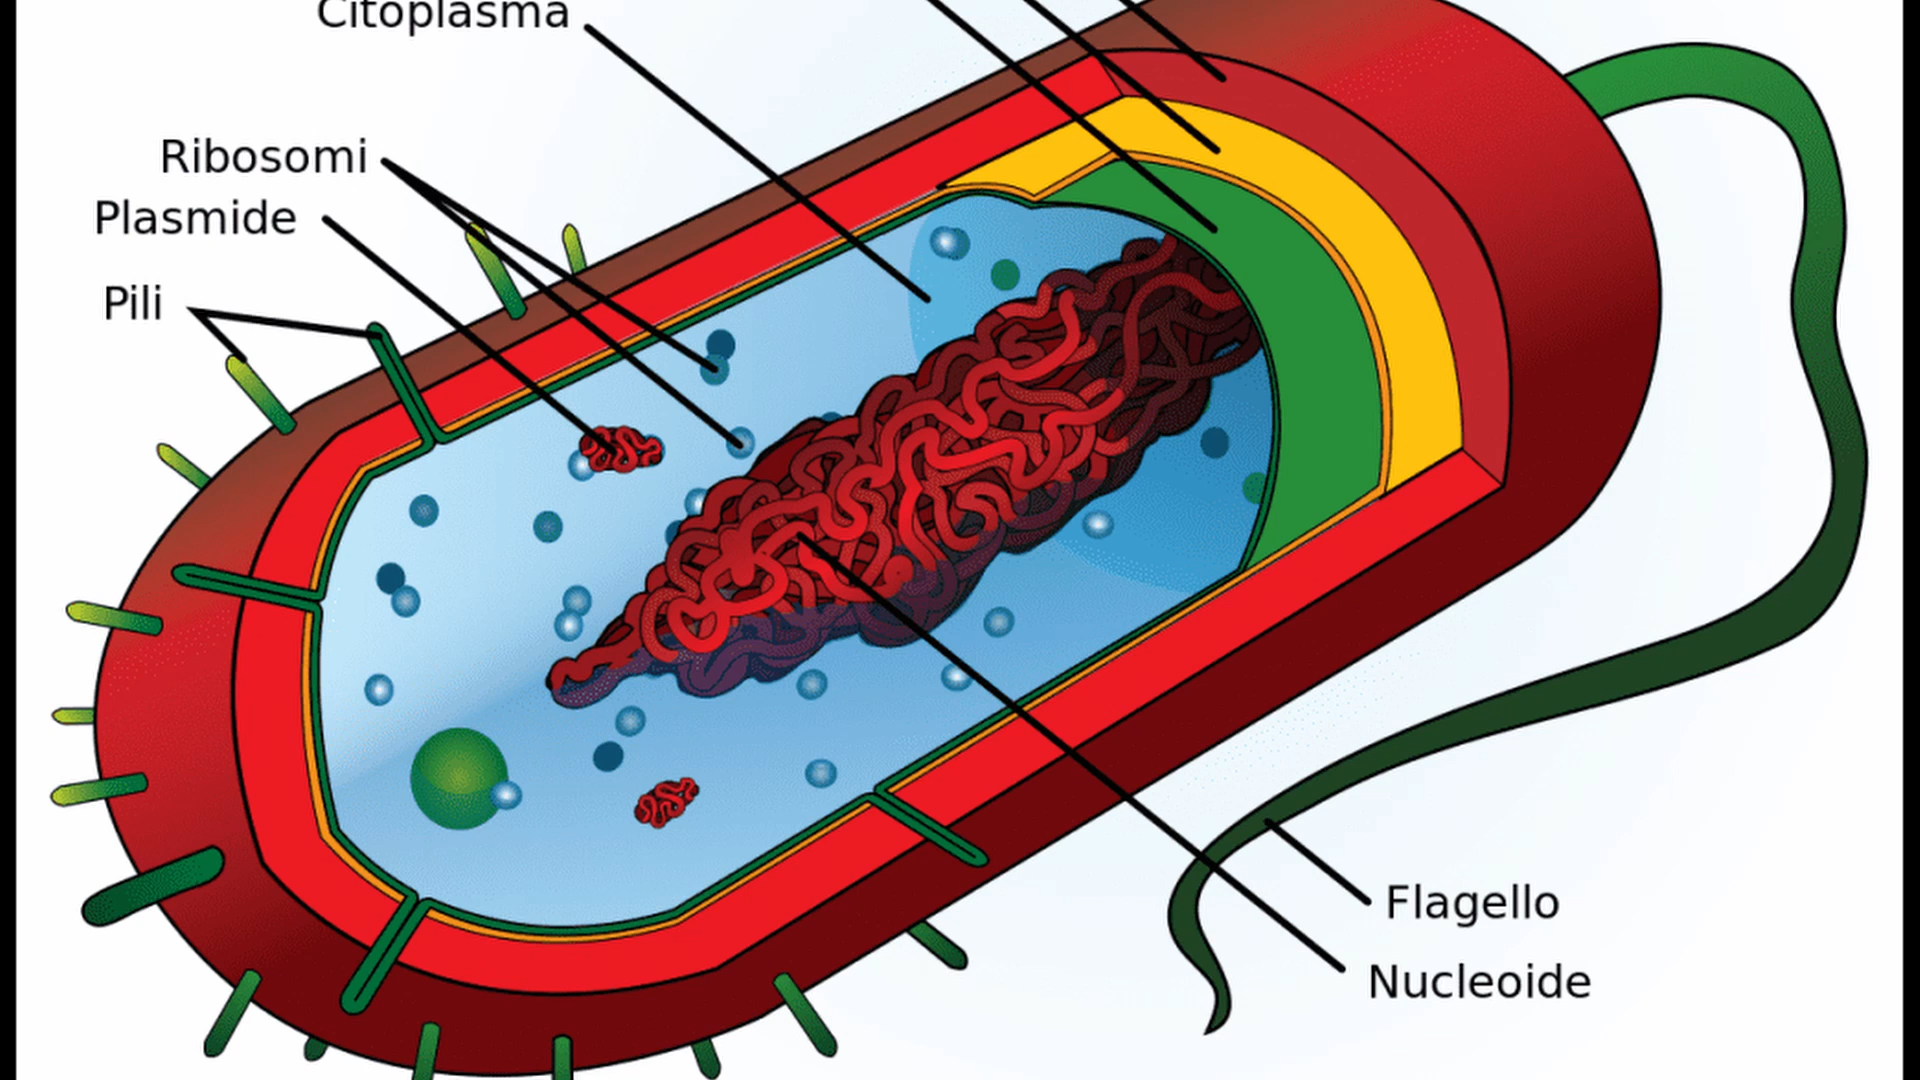 Citoplasma
Ribosomi
Plasmide
Pili
Flagello
Nucleoide